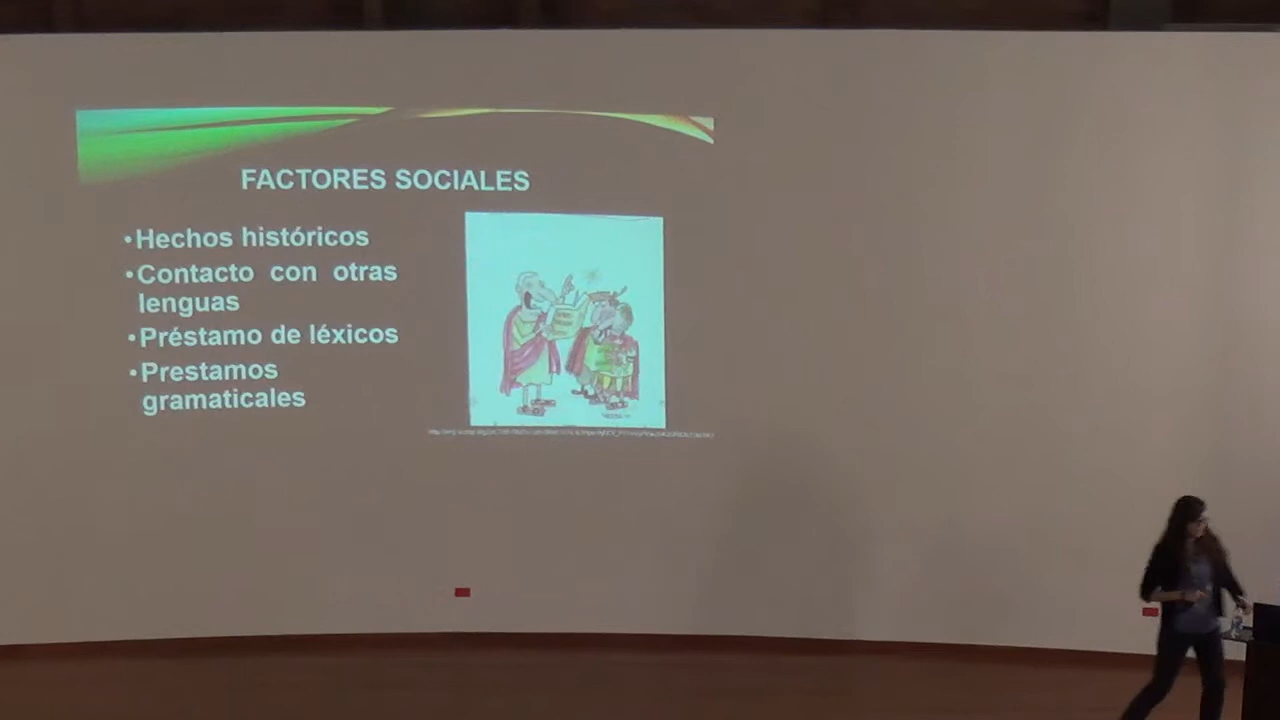 FACTORES SOCIALES
•Hechos históricos
•Contacto con otras
lenguas
•Préstamo de léxicos
•Prestamos
gramaticales